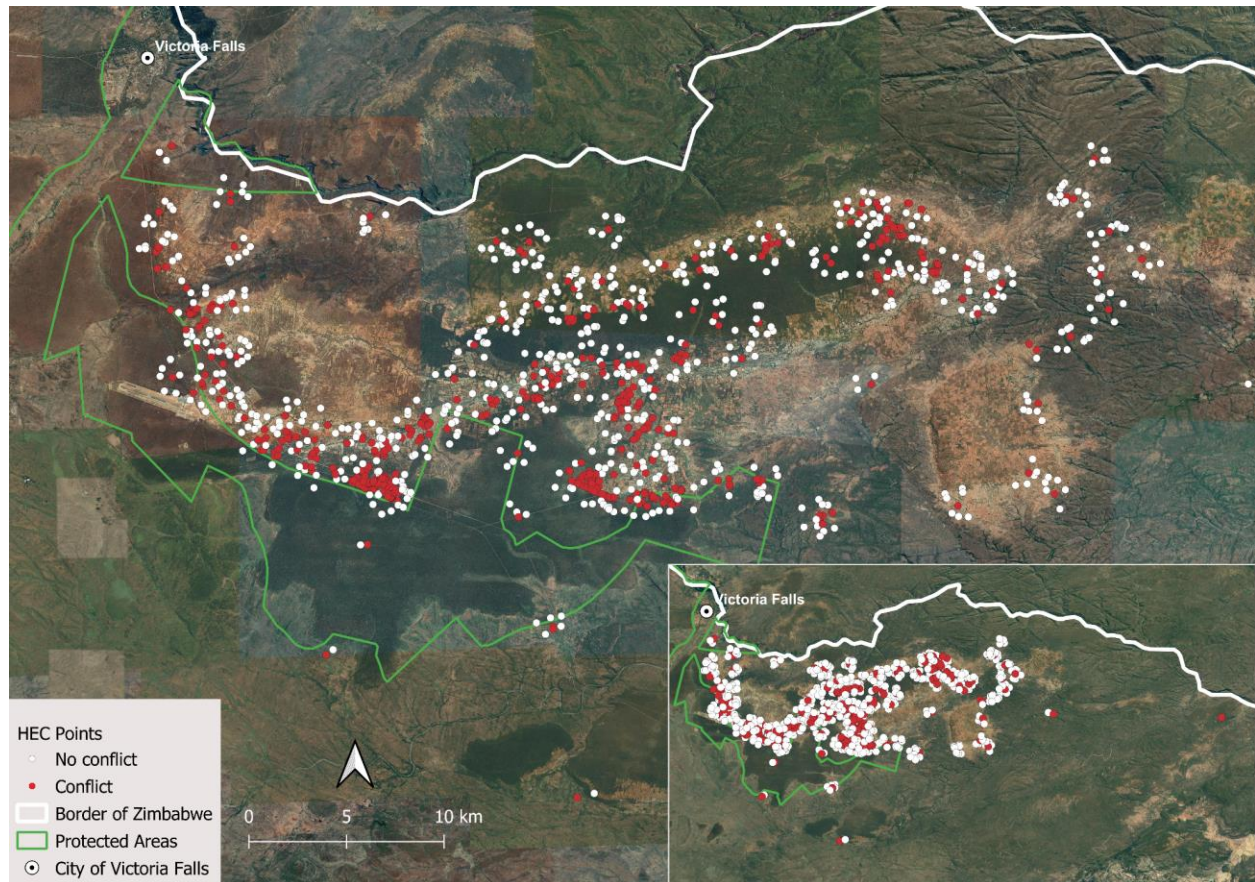 Victoria Falls
Victoria Falls
HEC Points
No conflict
Conflict
Border of Zimbabwe
Protected Areas
City of Victoria Falls
0 5 10 km